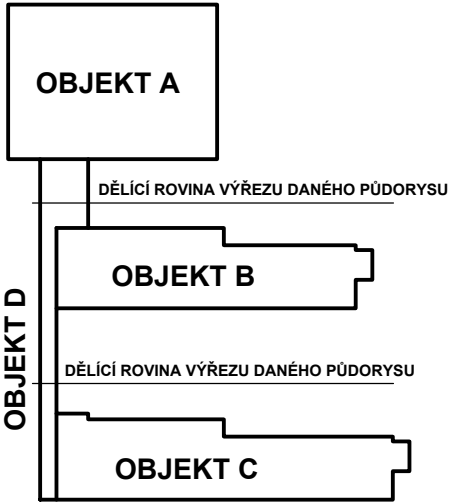 OBJEKT A
DĚLÍCÍ ROVINA VÝŘEZU DANÉHO PŮDORYSU
OBJEKT B
OBJEKT D
DĚLÍCÍ ROVINA VÝŘEZU DANÉHO PŮDORYSU
OBJEKT C